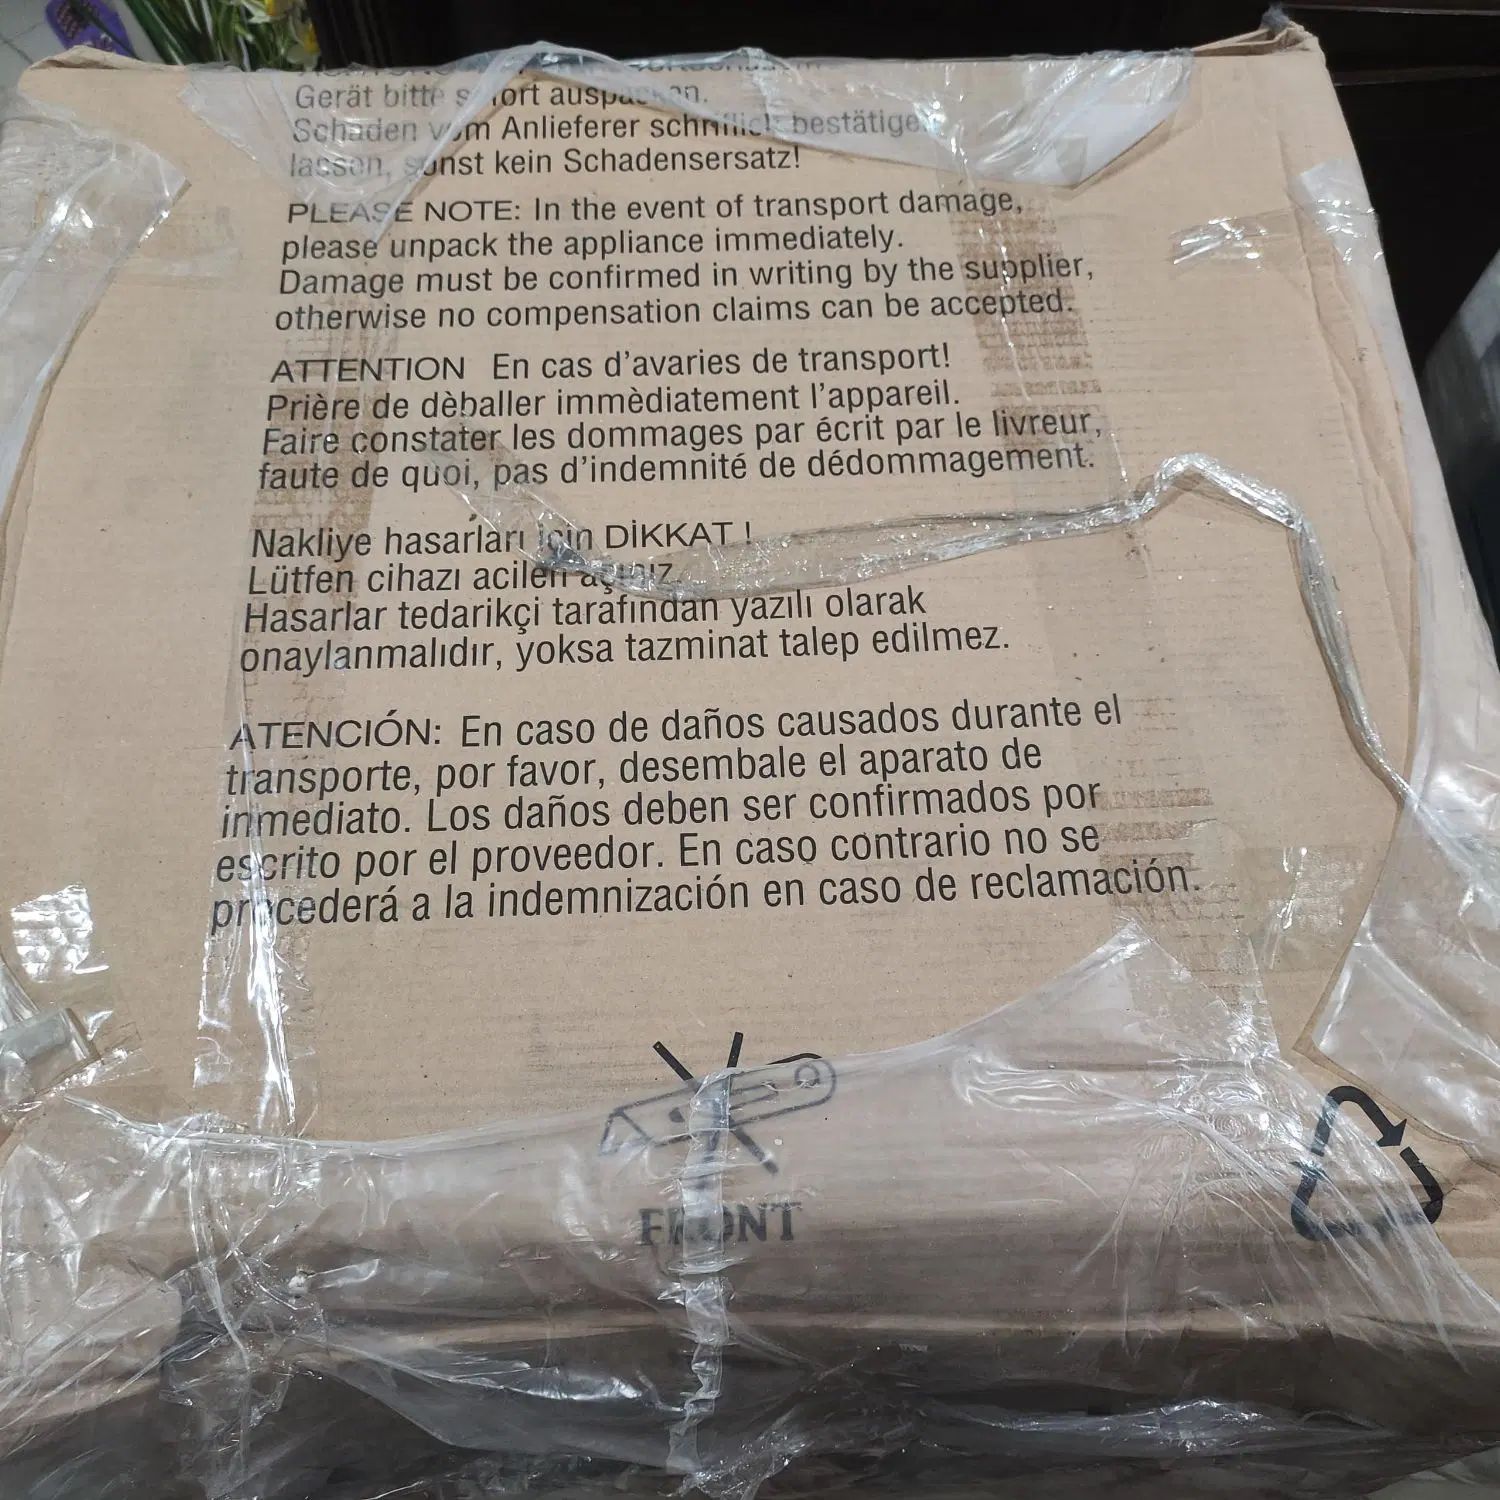 Gerät bitte sofort auspacken.
Schäden vom Anlieferer schriftlich bestätigen
lassen, sonst kein Schadensersatz!
PLEASE NOTE: In the event of transport damage,
please unpack the appliance immediately.
Damage must be confirmed in writing by the supplier,
otherwise no compensation claims can be accepted.
ATTENTION En cas d'avaries de transport!
Prière de dèballer immèdiatement l'appareil.
Faire constater les dommages par écrit par le livreur,
faute de quoi, pas d'indemnité de dédommagement.
Nakliye hasarları için DİKKAT !
Lütfen cihazı acilen açınız.
Hasarlar tedarikçi tarafından yazılı olarak
onaylanmalıdır, yoksa tazminat talep edilmez.
ATENCIÓN: En caso de daños causados durante el
transporte, por favor, desembale el aparato de
inmediato. Los daños deben ser confirmados por
escrito por el proveedor. En caso contrario no se
procederá a la indemnización en caso de reclamación.
FRONT